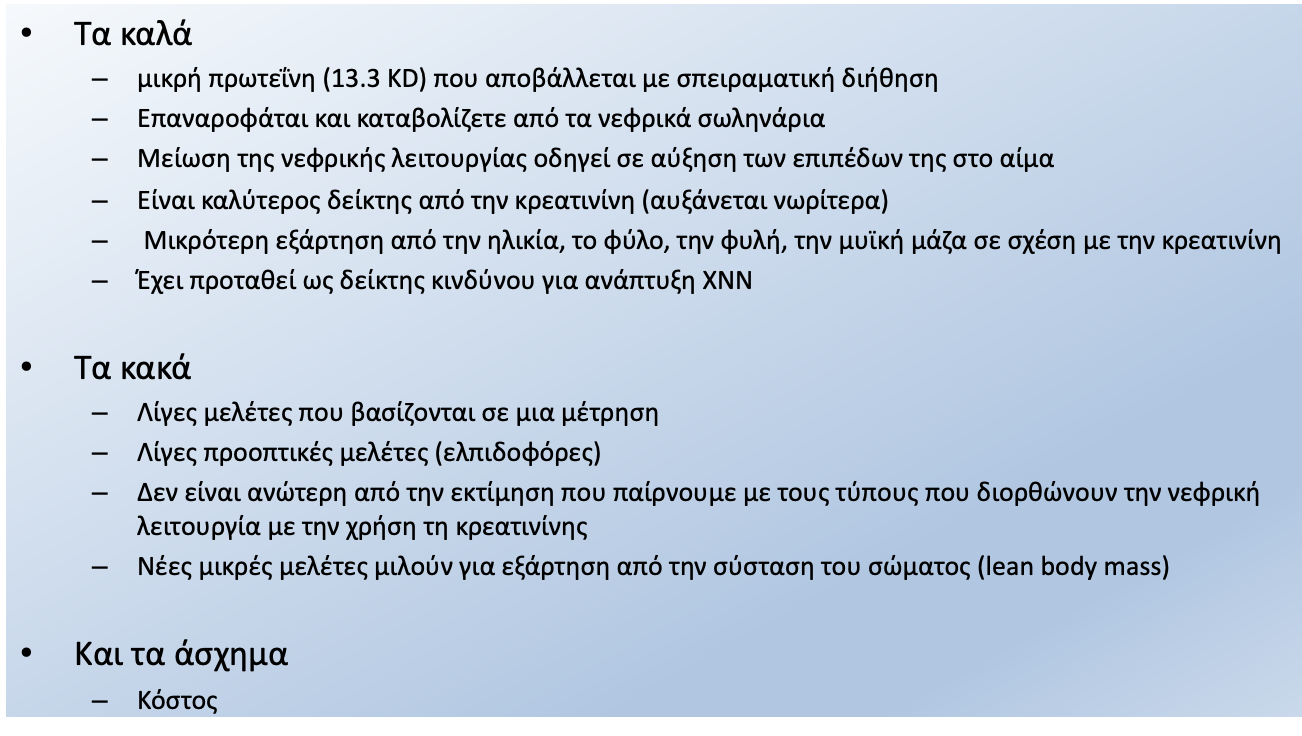 • Τα καλά
– μικρή πρωτεΐνη (13.3 KD) που αποβάλλεται με σπειραματική διήθηση
– Επαναροφάται και καταβολίζετε από τα νεφρικά σωληνάρια
– Μείωση της νεφρικής λειτουργίας οδηγεί σε αύξηση των επιπέδων της στο αίμα
– Είναι καλύτερος δείκτης από την κρεατινίνη (αυξάνεται νωρίτερα)
– Μικρότερη εξάρτηση από την ηλικία, το φύλο, την φυλή, την μυϊκή μάζα σε σχέση με την κρεατινίνη
– Έχει προταθεί ως δείκτης κινδύνου για ανάπτυξη ΧΝΝ
• Τα κακά
– Λίγες μελέτες που βασίζονται σε μια μέτρηση
– Λίγες προοπτικές μελέτες (ελπιδοφόρες)
– Δεν είναι ανώτερη από την εκτίμηση που παίρνουμε με τους τύπους που διορθώνουν την νεφρική
λειτουργία με την χρήση τη κρεατινίνης
– Νέες μικρές μελέτες μιλούν για εξάρτηση από την σύσταση του σώματος (lean body mass)
• Και τα άσχημα
– Κόστος